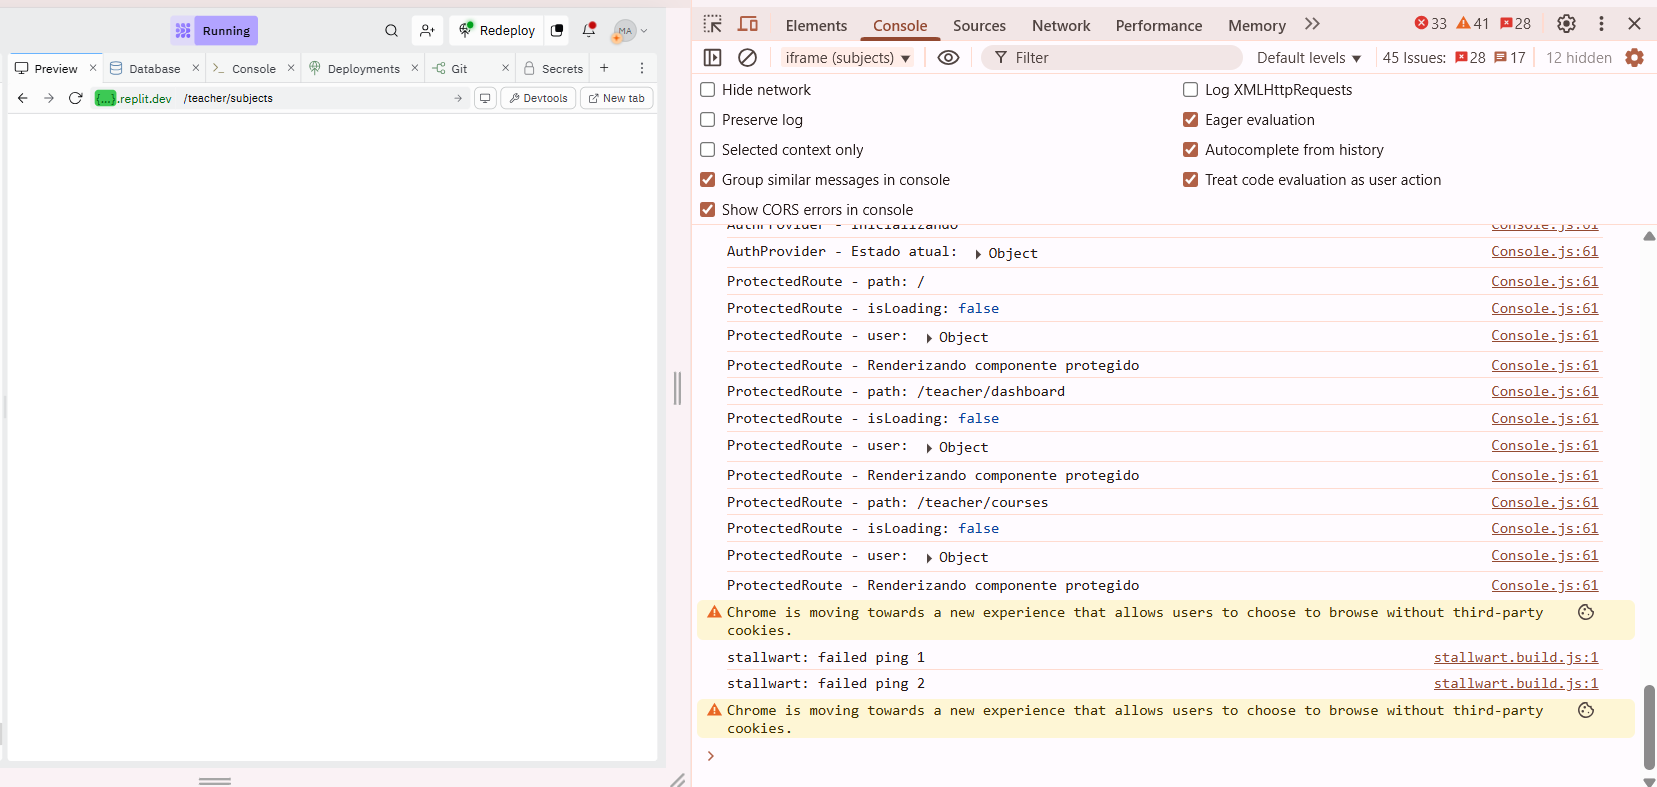 Running
Redeploy
MA
Preview
Database
Console
Deployments
Git
Secrets
{...}.replit.dev /teacher/subjects
Devtools
New tab
Elements
Console
Sources
Network
Performance
Memory
33
41
28
iframe (subjects)
Filter
Default levels
45 Issues: 28 17
12 hidden
Hide network
Log XMLHttpRequests
Preserve log
Eager evaluation
Selected context only
Autocomplete from history
Group similar messages in console
Treat code evaluation as user action
Show CORS errors in console
AuthProvider - Inicializando Console.js:61
AuthProvider - Estado atual: Object Console.js:61
ProtectedRoute - path: / Console.js:61
ProtectedRoute - isLoading: false Console.js:61
ProtectedRoute - user: Object Console.js:61
ProtectedRoute - Renderizando componente protegido Console.js:61
ProtectedRoute - path: /teacher/dashboard Console.js:61
ProtectedRoute - isLoading: false Console.js:61
ProtectedRoute - user: Object Console.js:61
ProtectedRoute - Renderizando componente protegido Console.js:61
ProtectedRoute - path: /teacher/courses Console.js:61
ProtectedRoute - isLoading: false Console.js:61
ProtectedRoute - user: Object Console.js:61
ProtectedRoute - Renderizando componente protegido Console.js:61
Chrome is moving towards a new experience that allows users to choose to browse without third-party
cookies.
stallwart: failed ping 1 stallwart.build.js:1
stallwart: failed ping 2 stallwart.build.js:1
Chrome is moving towards a new experience that allows users to choose to browse without third-party
cookies.